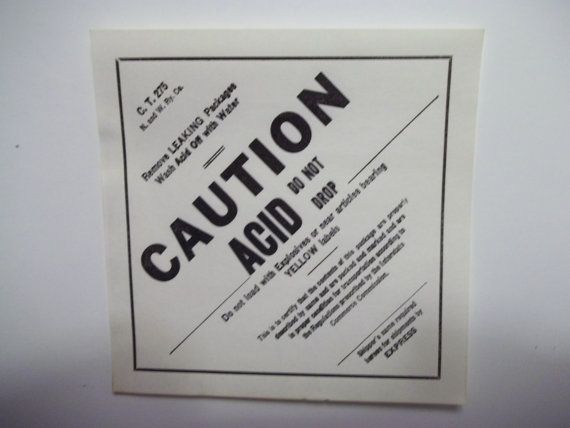 C. T. 275
N. and W. Ry. Co.
Remove LEAKING Packages
Wash Acid Off with Water
CAUTION
ACID
DO NOT
DROP
Do not load with Explosives or near articles bearing
YELLOW labels
This is to certify that the contents of this package are properly
described by name and are packed and marked and are
in proper condition for transportation according to
the Regulations prescribed by the Interstate
Commerce Commission.
Shipper's name required
hereon for shipments by
EXPRESS